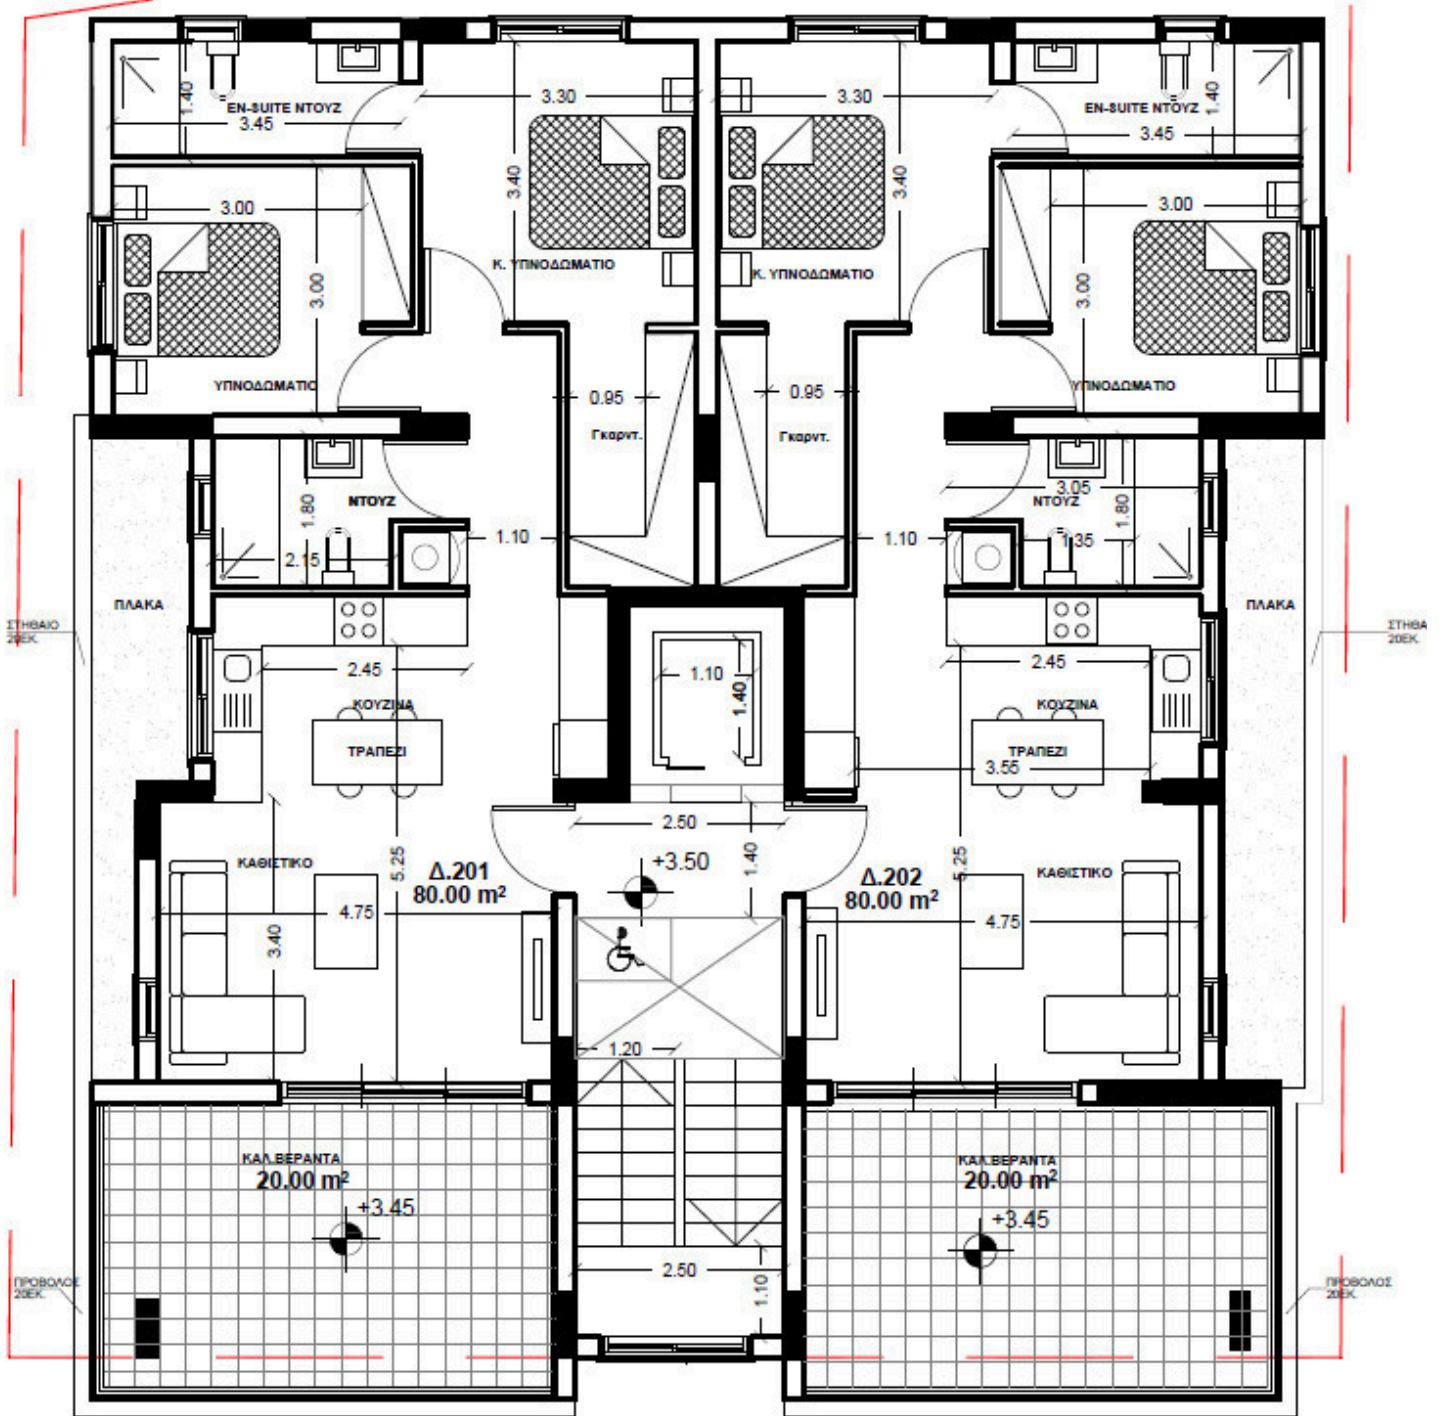 1.40
EN-SUITE ΝΤΟΥΖ
3.45
3.30
3.40
3.30
3.40
EN-SUITE ΝΤΟΥΖ
1.40
3.45
3.00
3.00
Κ. ΥΠΝΟΔΩΜΑΤΙΟ
Κ. ΥΠΝΟΔΩΜΑΤΙΟ
3.00
3.00
ΥΠΝΟΔΩΜΑΤΙΟ
ΥΠΝΟΔΩΜΑΤΙΟ
0.95
Γκαρντ.
0.95
Γκαρντ.
ΝΤΟΥΖ
1.80
2.15
1.10
1.10
3.05
ΝΤΟΥΖ
1.80
1.35
ΠΛΑΚΑ
ΠΛΑΚΑ
ΣΤΗΘΑΙΟ
20ΕΚ.
ΣΤΗΘΑ
20ΕΚ.
2.45
ΚΟΥΖΙΝΑ
ΤΡΑΠΕΖΙ
1.10
1.40
2.45
ΚΟΥΖΙΝΑ
ΤΡΑΠΕΖΙ
3.55
2.50
+3.50
1.40
ΚΑΘΙΣΤΙΚΟ
5.25
Δ.201
80.00 m²
4.75
3.40
Δ.202
80.00 m²
5.25
ΚΑΘΙΣΤΙΚΟ
4.75
1.20
ΚΑΛ.ΒΕΡΑΝΤΑ
20.00 m²
+3.45
ΚΑΛ.ΒΕΡΑΝΤΑ
20.00 m²
+3.45
2.50
1.10
ΠΡΟΒΟΛΟΣ
20ΕΚ.
ΠΡΟΒΟΛΟΣ
20ΕΚ.